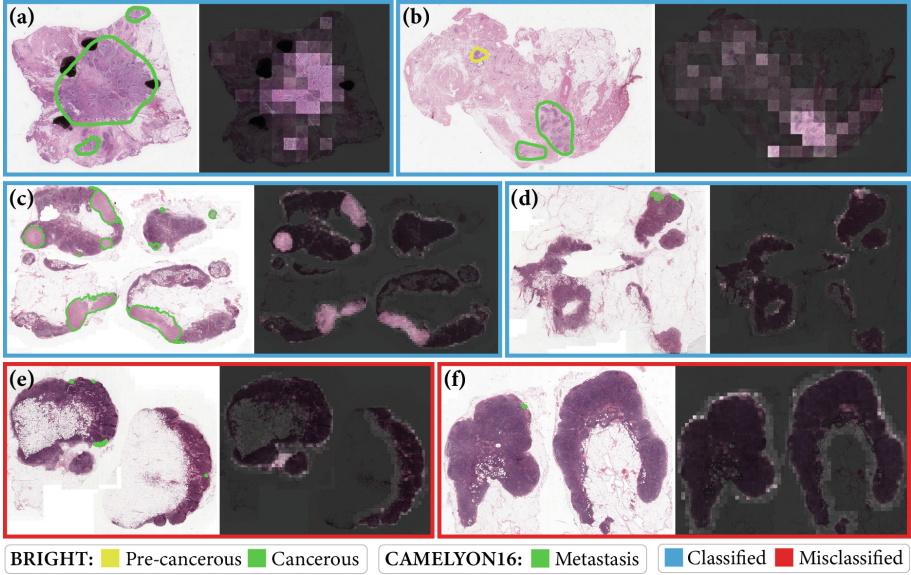 (a)
(b)
(c)
(d)
(e)
(f)
BRIGHT: Pre-cancerous Cancerous CAMELYON16: Metastasis Classified Misclassified